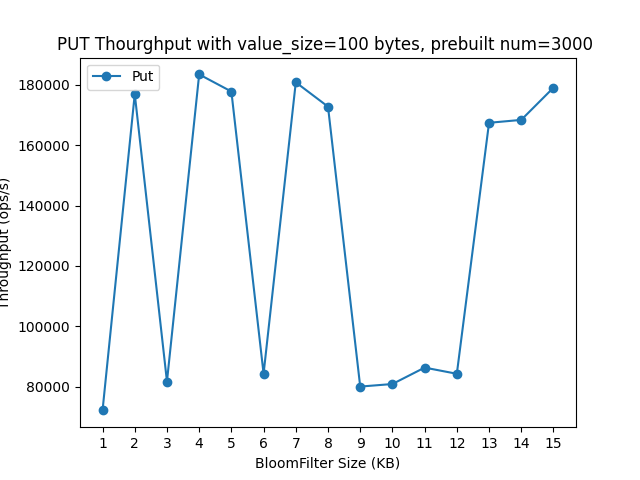 PUT Thourghput with value_size=100 bytes, prebuilt num=3000
Put
180000
160000
140000
120000
100000
80000
Throughput (ops/s)
1 2 3 4 5 6 7 8 9 10 11 12 13 14 15
BloomFilter Size (KB)